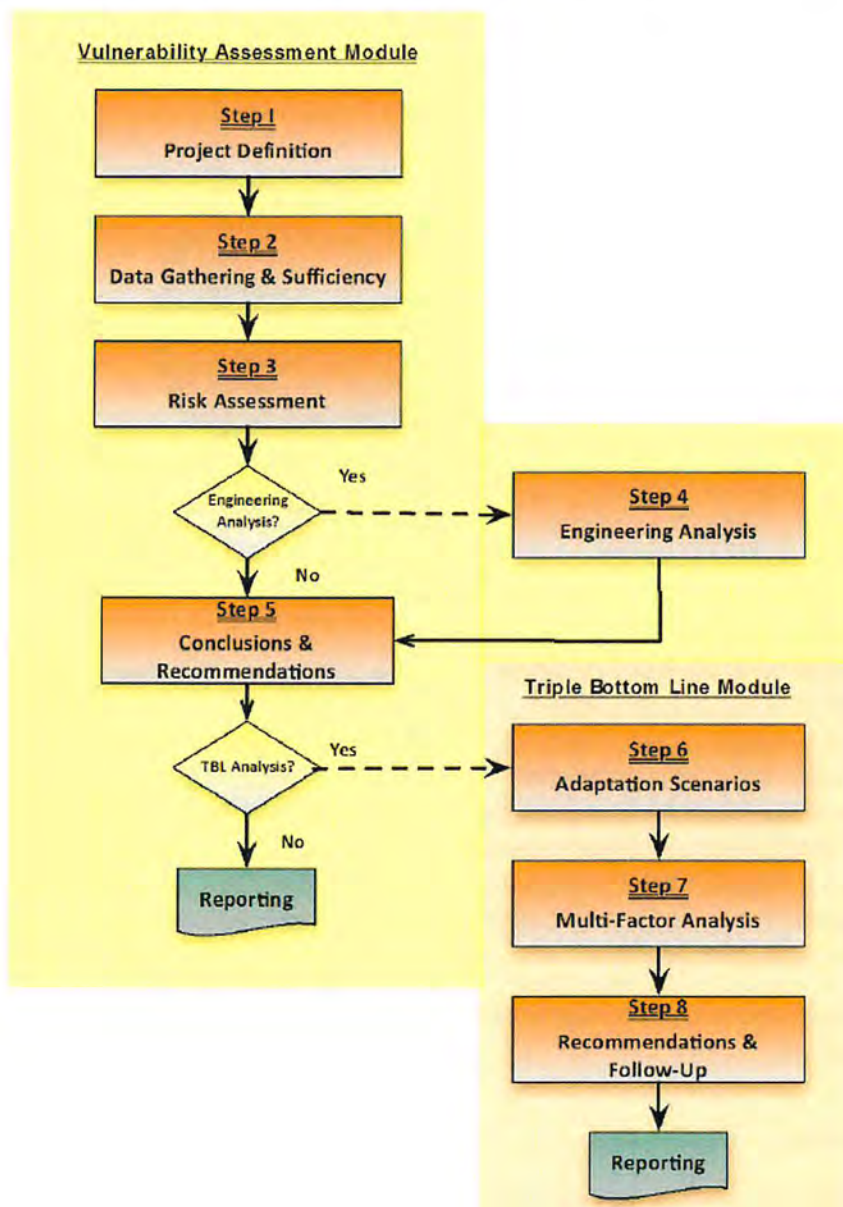 Vulnerability Assessment Module
Step 1
Project Definition
Step 2
Data Gathering & Sufficiency
Step 3
Risk Assessment
Engineering
Analysis?
Yes
No
Step 4
Engineering Analysis
Step 5
Conclusions &
Recommendations
TBL Analysis?
Yes
No
Reporting
Triple Bottom Line Module
Step 6
Adaptation Scenarios
Step 7
Multi-Factor Analysis
Step 8
Recommendations &
Follow-Up
Reporting